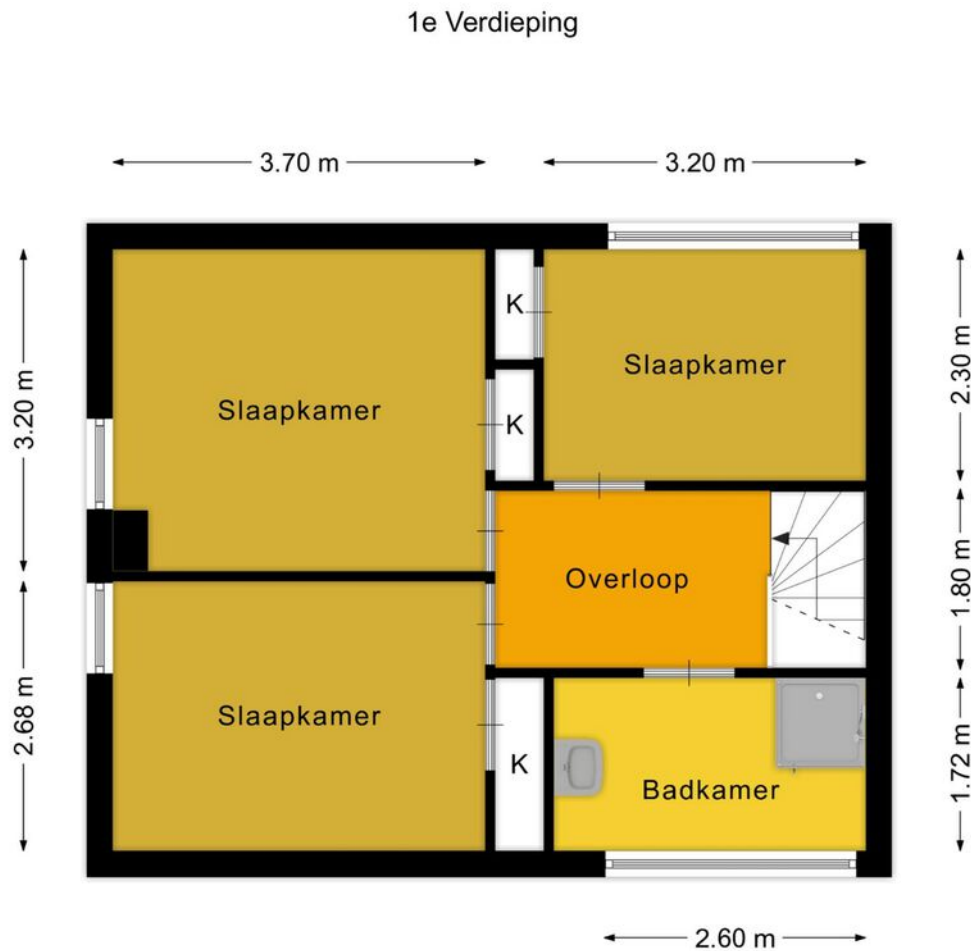 1e Verdieping
3.70 m
3.20 m
K
Slaapkamer
2.30 m
3.20 m
Slaapkamer
K
Overloop
1.80 m
Slaapkamer
2.68 m
K
Badkamer
1.72 m
2.60 m